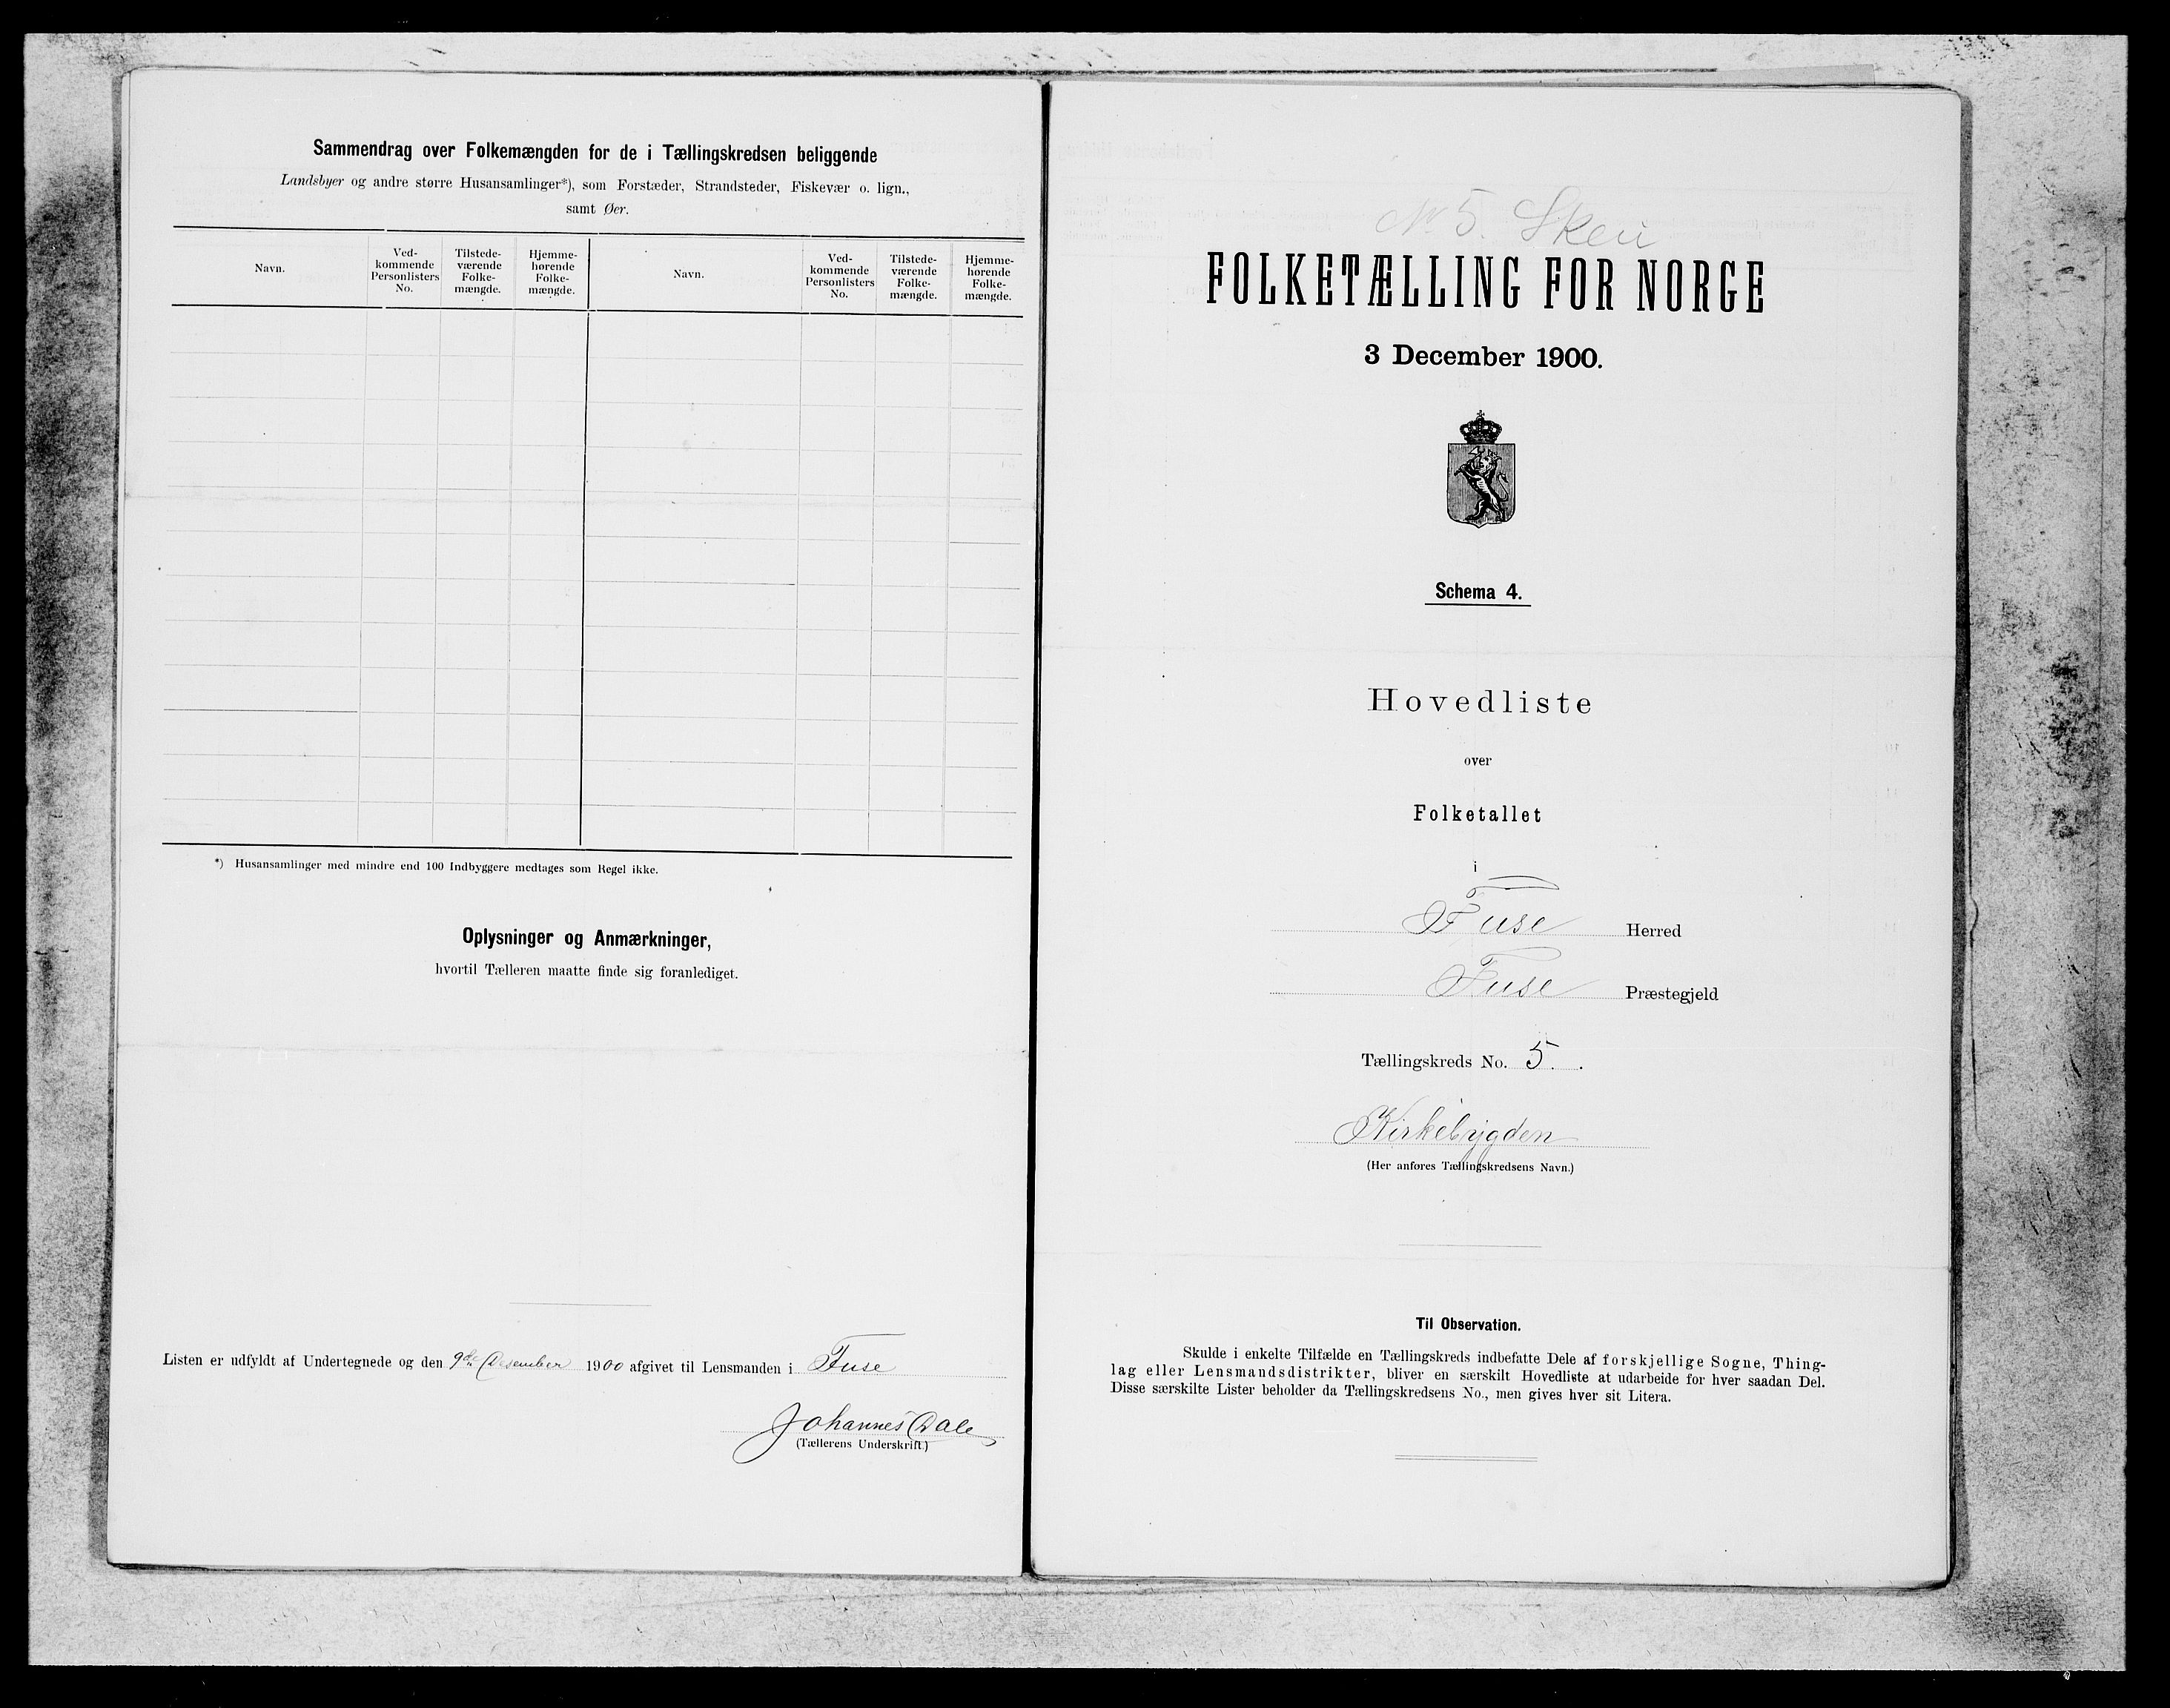 Sammendrag over Folkemængden for de i Tællingskredsen beliggende
Landsbyer og andre større Husansamlinger*), som Forstæder, Strandsteder, Fiskevær o. lign.,
samt Øer.
Navn.
Ved-
kommende
Personlisters
No.
Tilstede-
værende
Folke-
mængde.
Hjemme-
hørende
Folke-
mængde.
Navn.
Ved-
kommende
Personlisters
No.
Tilstede-
værende
Folke-
mængde.
Hjemme-
hørende
Folke-
mængde.
*) Husansamlinger med mindre end 100 Indbyggere medtages som Regel ikke.
Oplysninger og Anmærkninger,
hvortil Tælleren maatte finde sig foranlediget.
Listen er udfyldt af Undertegnede og den 9de Desember 1900 afgivet til Lensmanden i Fuse
Johannes Dale
(Tællerens Underskrift.)
No 5. Skei
FOLKETÆLLING FOR NORGE
3 December 1900.
Schema 4.
Hovedliste
over
Folketallet
i
Fuse Herred
Fuse Præstegjeld
Tællingskreds No. 5.
Kirkebygden
(Her anføres Tællingskredsens Navn.)
Til Observation.
Skulde i enkelte Tilfælde en Tællingskreds indbefatte Dele af forskjellige Sogne, Thing-
lag eller Lensmandsdistrikter, bliver en særskilt Hovedliste at udarbeide for hver saadan Del.
Disse særskilte Lister beholder da Tællingskredsens No., men gives hver sit Litera.